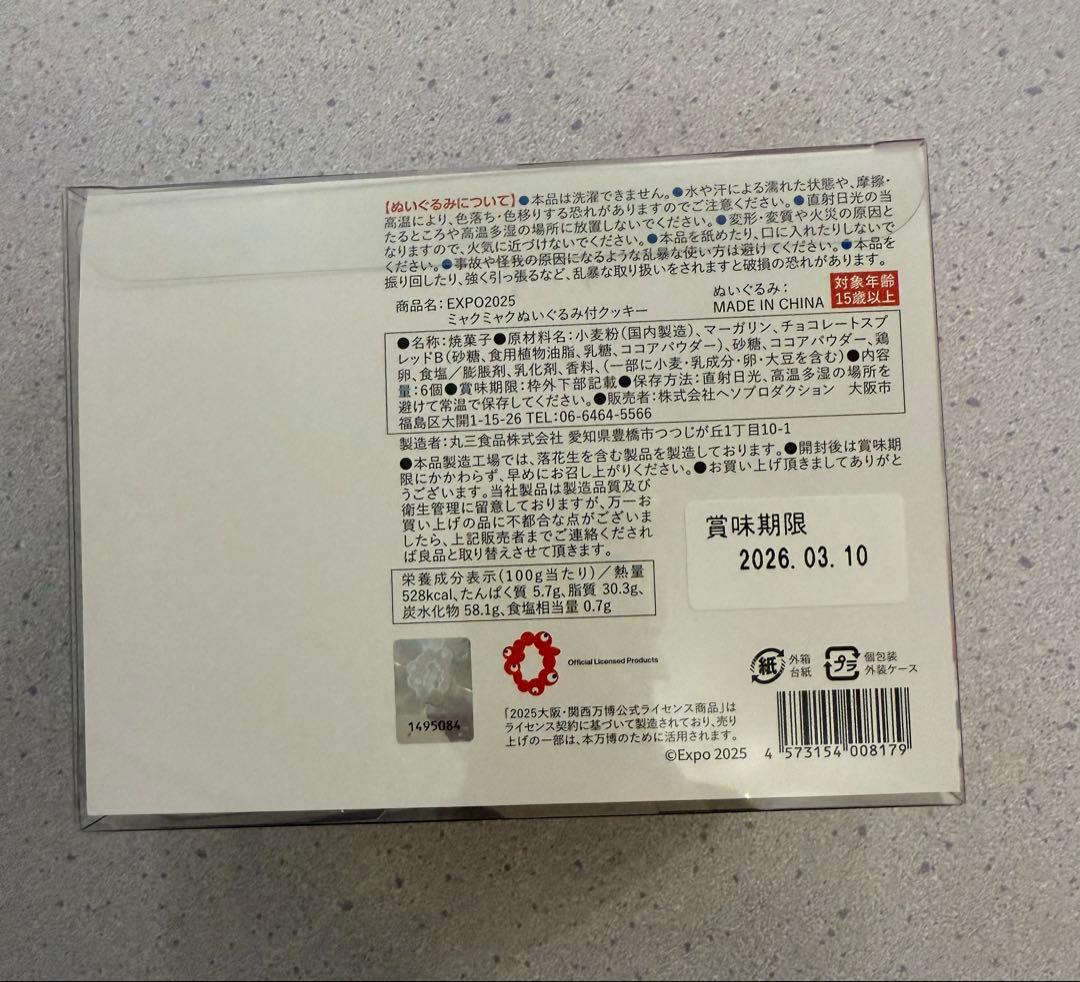 【ぬいぐるみについて】●本品は洗濯できません。●水や汗による濡れた状態や、摩擦・
高温により、色落ち・色移りする恐れがありますのでご注意ください。●直射日光の当
たるところや高温多湿の場所に放置しないでください。●変形・変質や火災の原因と
なりますので、火気に近づけないでください。●本品を舐めたり、口に入れたりしないで
ください。●事故や怪我の原因になるような乱暴な使い方は避けてください。●本品を
振り回したり、強く引っ張るなど、乱暴な取り扱いをされますと破損の恐れがあります。
商品名：EXPO2025
ミャクミャクぬいぐるみ付クッキー
ぬいぐるみ：
MADE IN CHINA
対象年齢
15歳以上
●名称：焼菓子●原材料名：小麦粉（国内製造）、マーガリン、チョコレートスプ
レッドB（砂糖、食用植物油脂、乳糖、ココアパウダー）、砂糖、ココアパウダー、鶏
卵、食塩／膨脹剤、乳化剤、香料、（一部に小麦・乳成分・卵・大豆を含む）●内容
量：6個●賞味期限：枠外下部記載●保存方法：直射日光、高温多湿の場所を
避けて常温で保存してください。●販売者：株式会社ヘソプロダクション　大阪市
福島区大開1-15-26 TEL：06-6464-5566
製造者：丸三食品株式会社 愛知県豊橋市つつじが丘1丁目10-1
●本品製造工場では、落花生を含む製品を製造しております。●開封後は賞味期
限にかかわらず、早めにお召し上がりください。●お買い上げ頂きましてありがと
うございます。当社製品は製造品質及び
衛生管理に留意しておりますが、万一お
買い上げの品に不都合な点がございま
したら、上記販売者までご連絡くだされ
ば良品と取り替えさせて頂きます。
賞味期限
2026.03.10
栄養成分表示（100g当たり）／熱量
528kcal、たんぱく質 5.7g、脂質 30.3g、
炭水化物 58.1g、食塩相当量 0.7g
1495084
Official Licensed Products
紙
外箱
台紙
プラ
個包装
外装ケース
「2025大阪・関西万博公式ライセンス商品」は
ライセンス契約に基づいて製造されており、売り
上げの一部は、本万博のために活用されます。
©Expo 2025
4 573154 008179